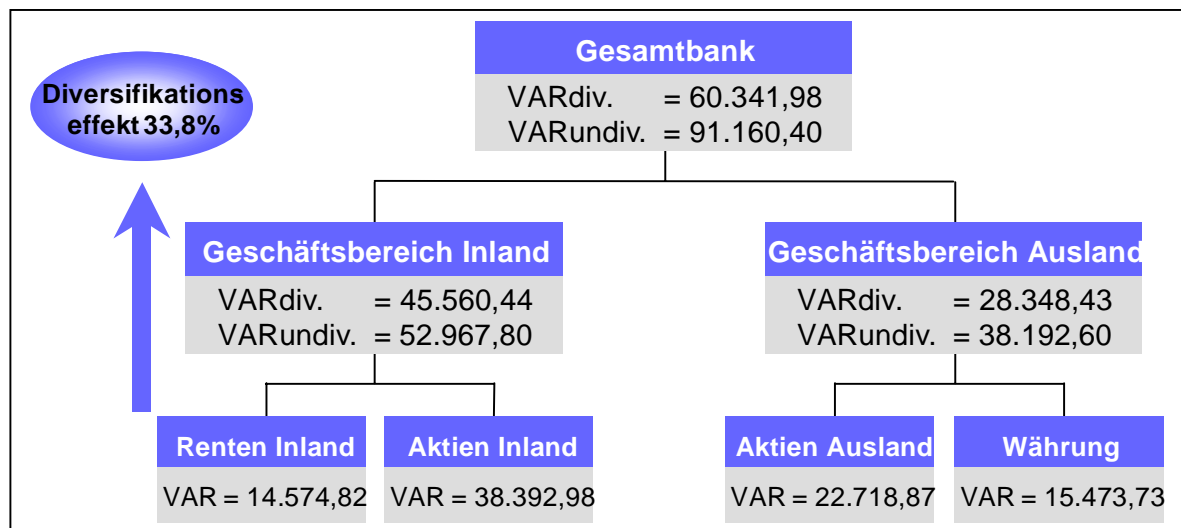 Gesamtbank
VARdiv. = 60.341,98
VARundiv. = 91.160,40
Diversifikations
effekt 33,8%
Geschäftsbereich Inland
VARdiv. = 45.560,44
VARundiv. = 52.967,80
Geschäftsbereich Ausland
VARdiv. = 28.348,43
VARundiv. = 38.192,60
Renten Inland
VAR = 14.574,82
Aktien Inland
VAR = 38.392,98
Aktien Ausland
VAR = 22.718,87
Währung
VAR = 15.473,73